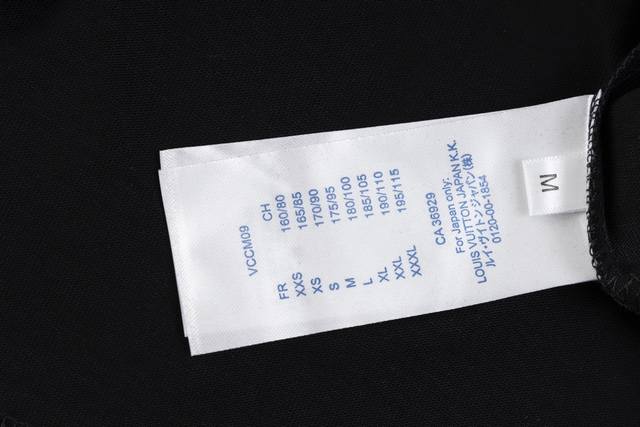 VCCM09
FR CH
XXS 160/80
XS 165/85
S 170/90
M 175/95
L 180/100
XL 185/105
XXL 190/110
XXXL 195/115
CA 36929
For Japan only:
LOUIS VUITTON JAPAN K.K.
ルイ・ヴィトン ジャパン(株)
0120-00-1854
M